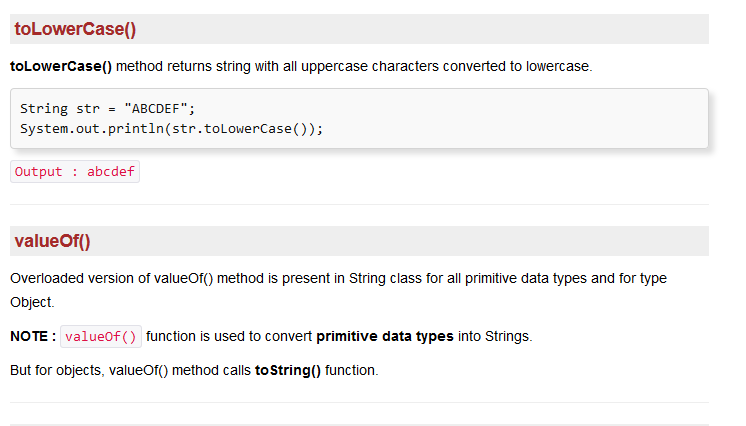 toLowerCase()
toLowerCase() method returns string with all uppercase characters converted to lowercase.
String str = "ABCDEF";
System.out.println(str.toLowerCase());
Output : abcdef
valueOf()
Overloaded version of valueOf() method is present in String class for all primitive data types and for type
Object.
NOTE : valueOf() function is used to convert primitive data types into Strings.
But for objects, valueOf() method calls toString() function.